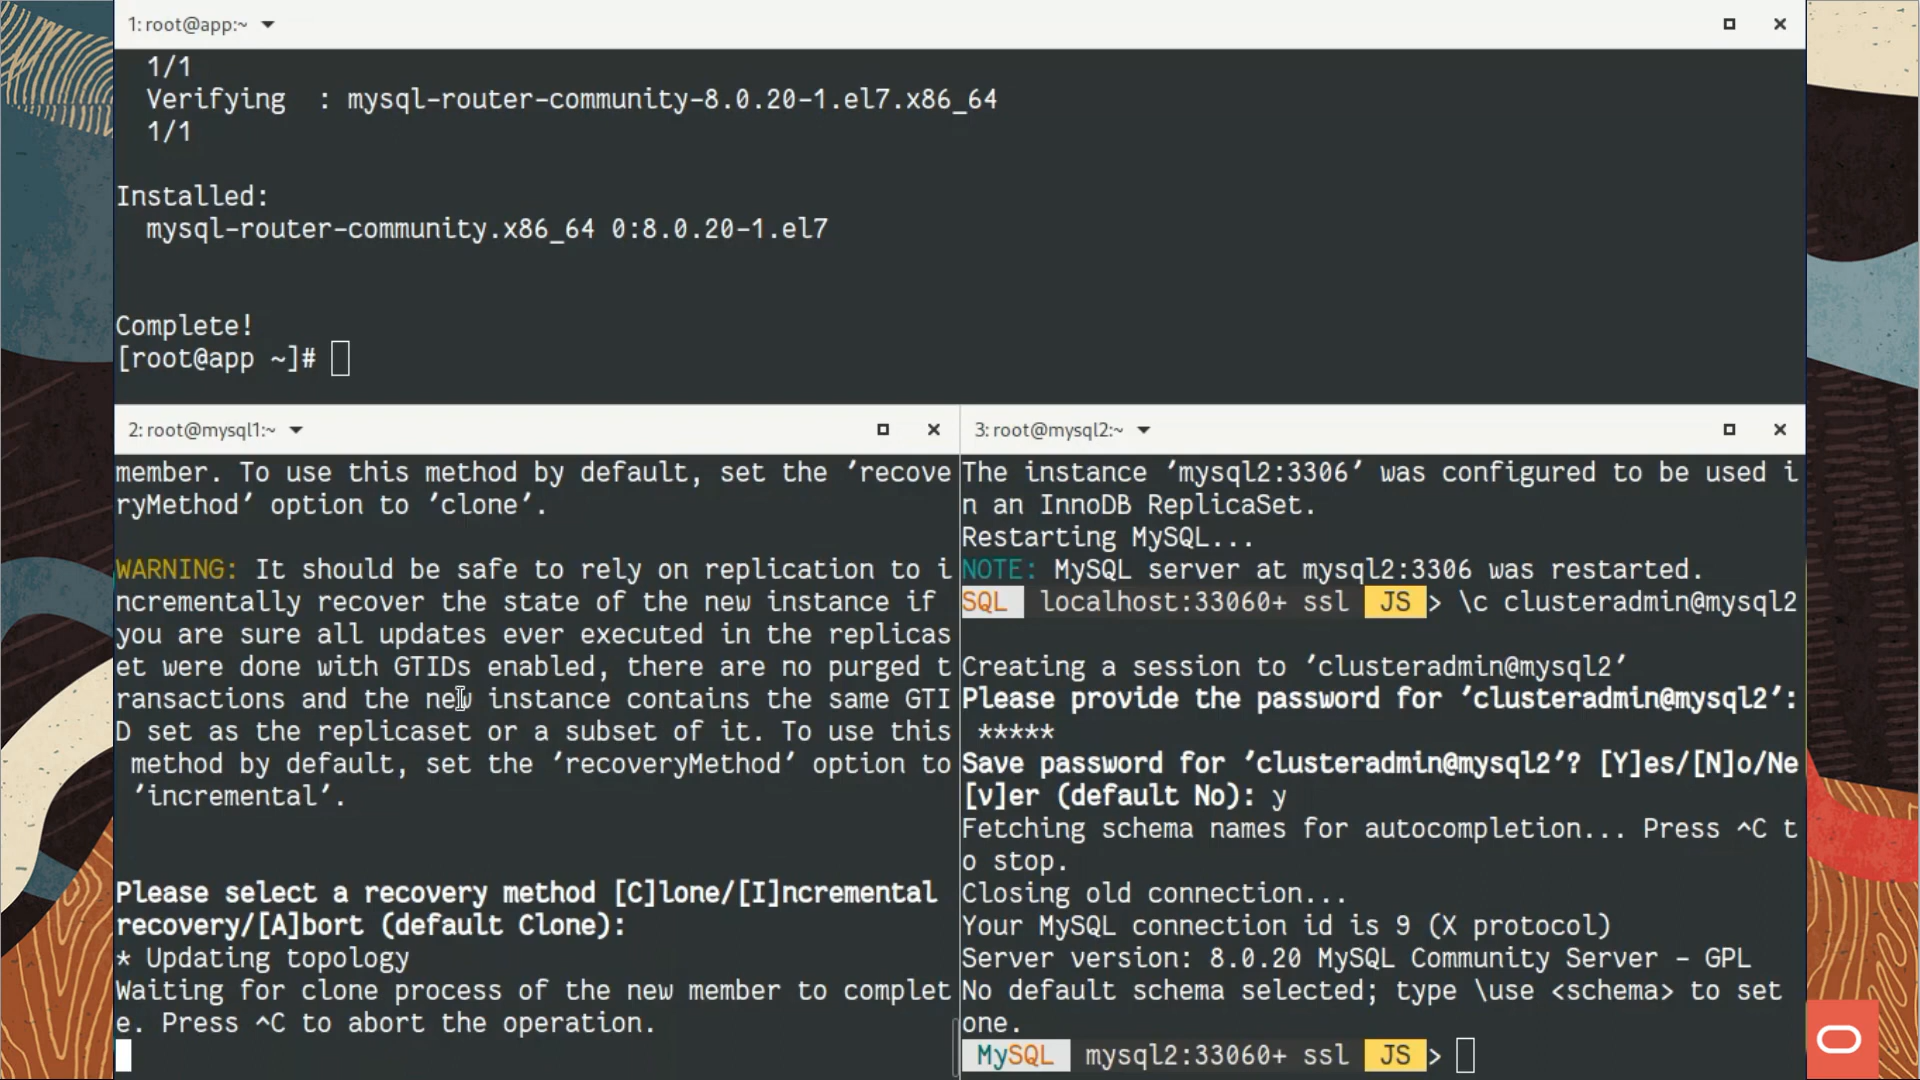 1: root@app:~
1/1
Verifying  : mysql-router-community-8.0.20-1.el7.x86_64
1/1
Installed:
mysql-router-community.x86_64 0:8.0.20-1.el7
Complete!
[root@app ~]#
2: root@mysql1:~
member. To use this method by default, set the 'recove
ryMethod' option to 'clone'.
WARNING: It should be safe to rely on replication to i
ncrementally recover the state of the new instance if
you are sure all updates ever executed in the replicas
et were done with GTIDs enabled, there are no purged t
ransactions and the new instance contains the same GTI
D set as the replicaset or a subset of it. To use this
method by default, set the 'recoveryMethod' option to
'incremental'.
Please select a recovery method [C]lone/[I]ncremental
recovery/[A]bort (default Clone):
* Updating topology
Waiting for clone process of the new member to complet
e. Press ^C to abort the operation.
3: root@mysql2:~
The instance 'mysql2:3306' was configured to be used i
n an InnoDB ReplicaSet.
Restarting MySQL...
NOTE: MySQL server at mysql2:3306 was restarted.
SQL  localhost:33060+ ssl  JS > \c clusteradmin@mysql2
Creating a session to 'clusteradmin@mysql2'
Please provide the password for 'clusteradmin@mysql2':
*****
Save password for 'clusteradmin@mysql2'? [Y]es/[N]o/Ne
[v]er (default No): y
Fetching schema names for autocompletion... Press ^C t
o stop.
Closing old connection...
Your MySQL connection id is 9 (X protocol)
Server version: 8.0.20 MySQL Community Server - GPL
No default schema selected; type \use <schema> to set
one.
MySQL  mysql2:33060+ ssl  JS >